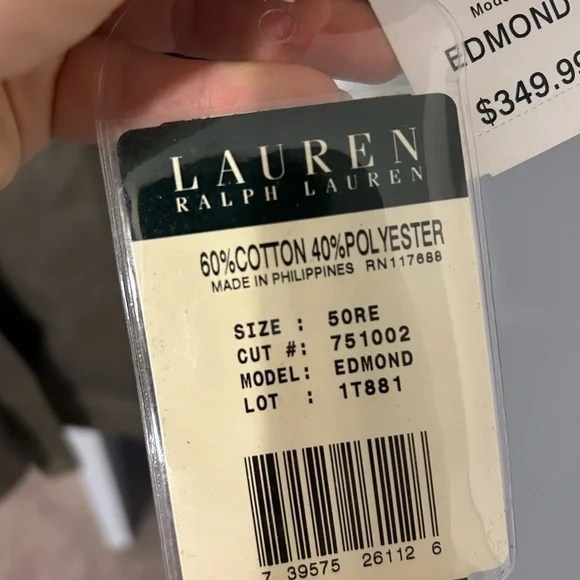 EDMOND
$349.99
LAUREN
RALPH LAUREN
60%COTTON 40%POLYESTER
MADE IN PHILIPPINES RN117688
SIZE : 50RE
CUT #: 751002
MODEL: EDMOND
LOT : 1T881
7 39575 26112 6